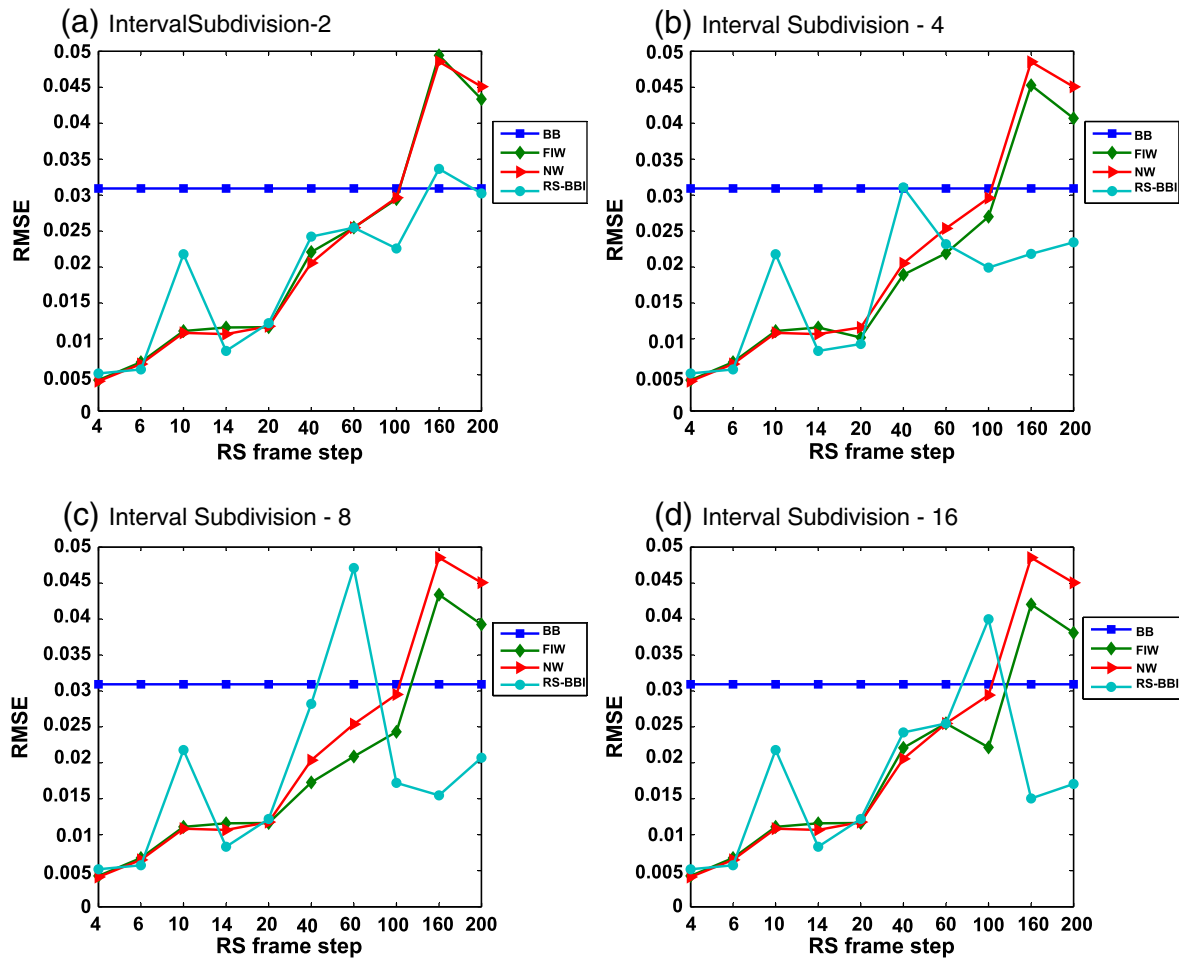 (a) IntervalSubdivision-2
0.05
0.045
0.04
0.035
0.03
0.025
0.02
0.015
0.01
0.005
0
RMSE
4 6 10 14 20 40 60 100 160 200
RS frame step
BB
FIW
NW
RS-BBI
(b) Interval Subdivision - 4
0.05
0.045
0.04
0.035
0.03
0.025
0.02
0.015
0.01
0.005
0
RMSE
4 6 10 14 20 40 60 100 160 200
RS frame step
BB
FIW
NW
RS-BBI
(c) Interval Subdivision - 8
0.05
0.045
0.04
0.035
0.03
0.025
0.02
0.015
0.01
0.005
0
RMSE
4 6 10 14 20 40 60 100 160 200
RS frame step
BB
FIW
NW
RS-BBI
(d) Interval Subdivision - 16
0.05
0.045
0.04
0.035
0.03
0.025
0.02
0.015
0.01
0.005
0
RMSE
4 6 10 14 20 40 60 100 160 200
RS frame step
BB
FIW
NW
RS-BBI